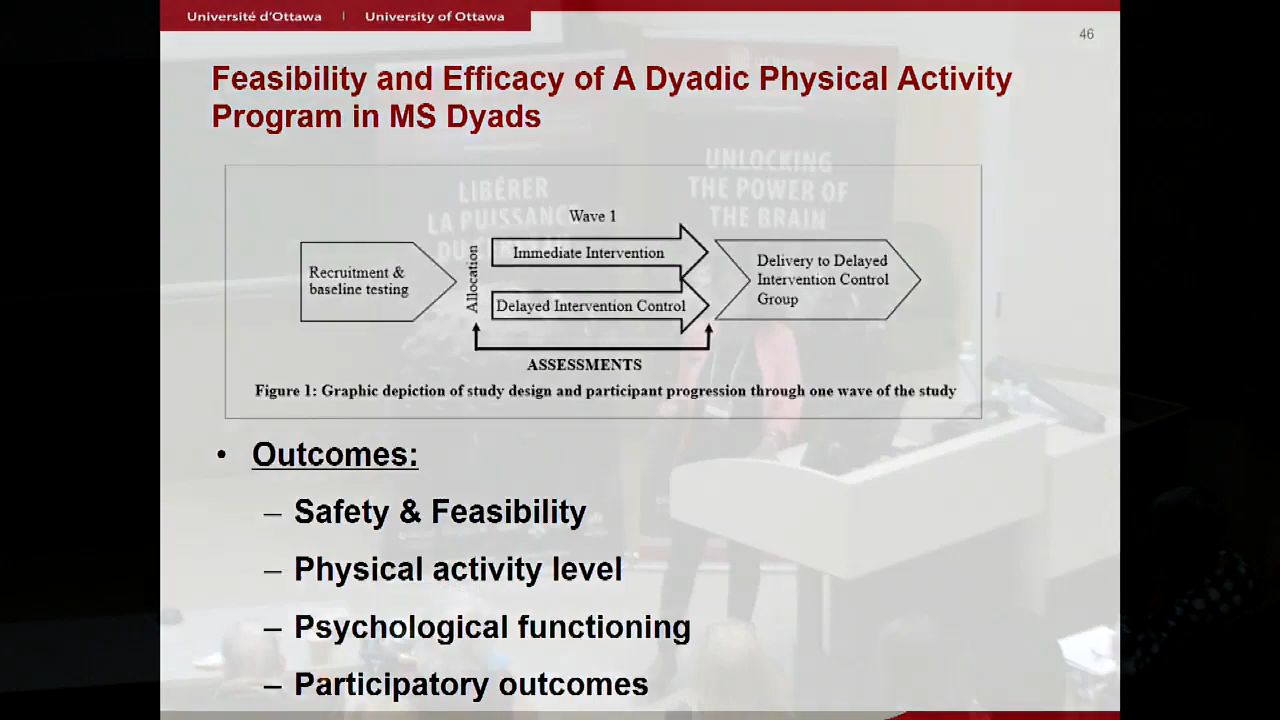 Université d'Ottawa | University of Ottawa
46
Feasibility and Efficacy of A Dyadic Physical Activity
Program in MS Dyads
LIBÉRER
LA PUISSANCE
UNLOCKING
THE POWER OF
THE BRAIN
Wave 1
Recruitment &
baseline testing
Allocation
Immediate Intervention
Delayed Intervention Control
Delivery to Delayed
Intervention Control
Group
ASSESSMENTS
Figure 1: Graphic depiction of study design and participant progression through one wave of the study
• Outcomes:
– Safety & Feasibility
– Physical activity level
– Psychological functioning
– Participatory outcomes